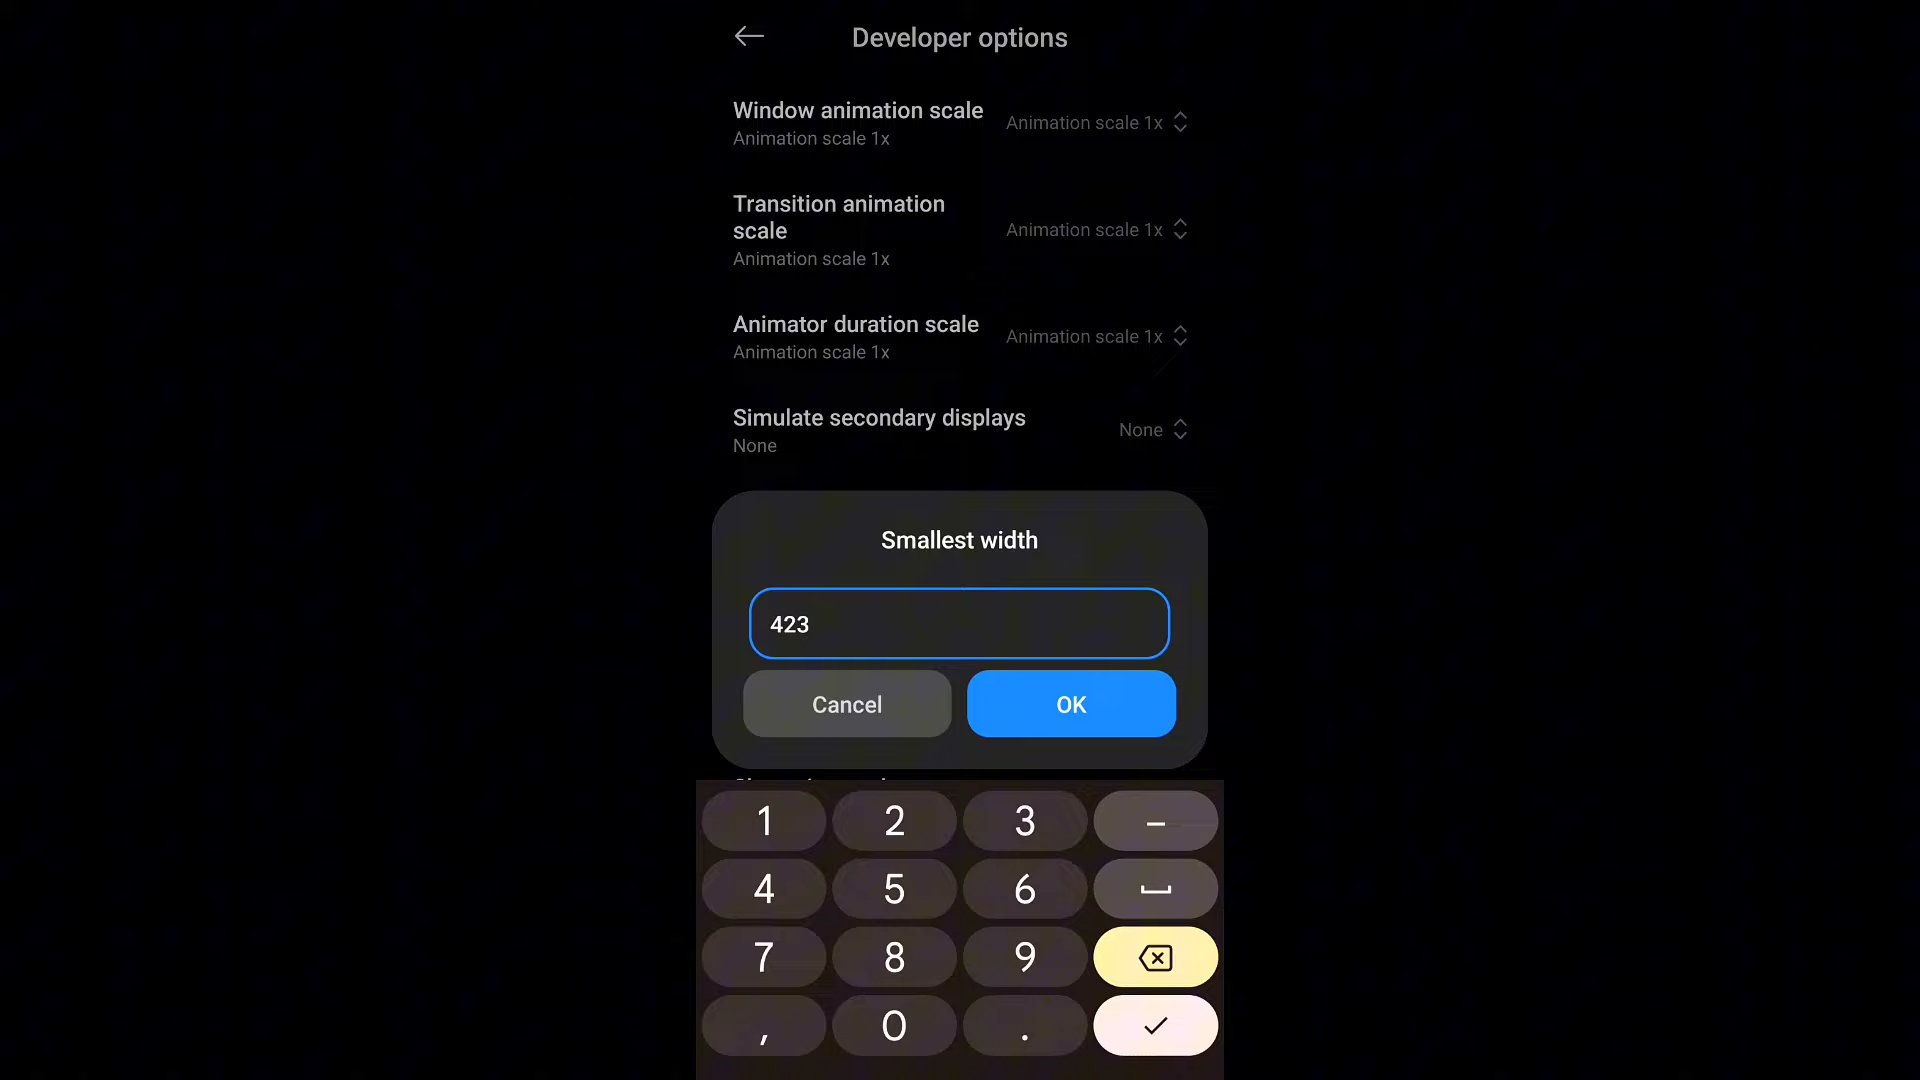 Developer options
Window animation scale
Animation scale 1x
Animation scale 1x
Transition animation
scale
Animation scale 1x
Animation scale 1x
Animator duration scale
Animation scale 1x
Animation scale 1x
Simulate secondary displays
None
None
Smallest width
423
Cancel OK
1 2 3 –
4 5 6
7 8 9
, 0 .